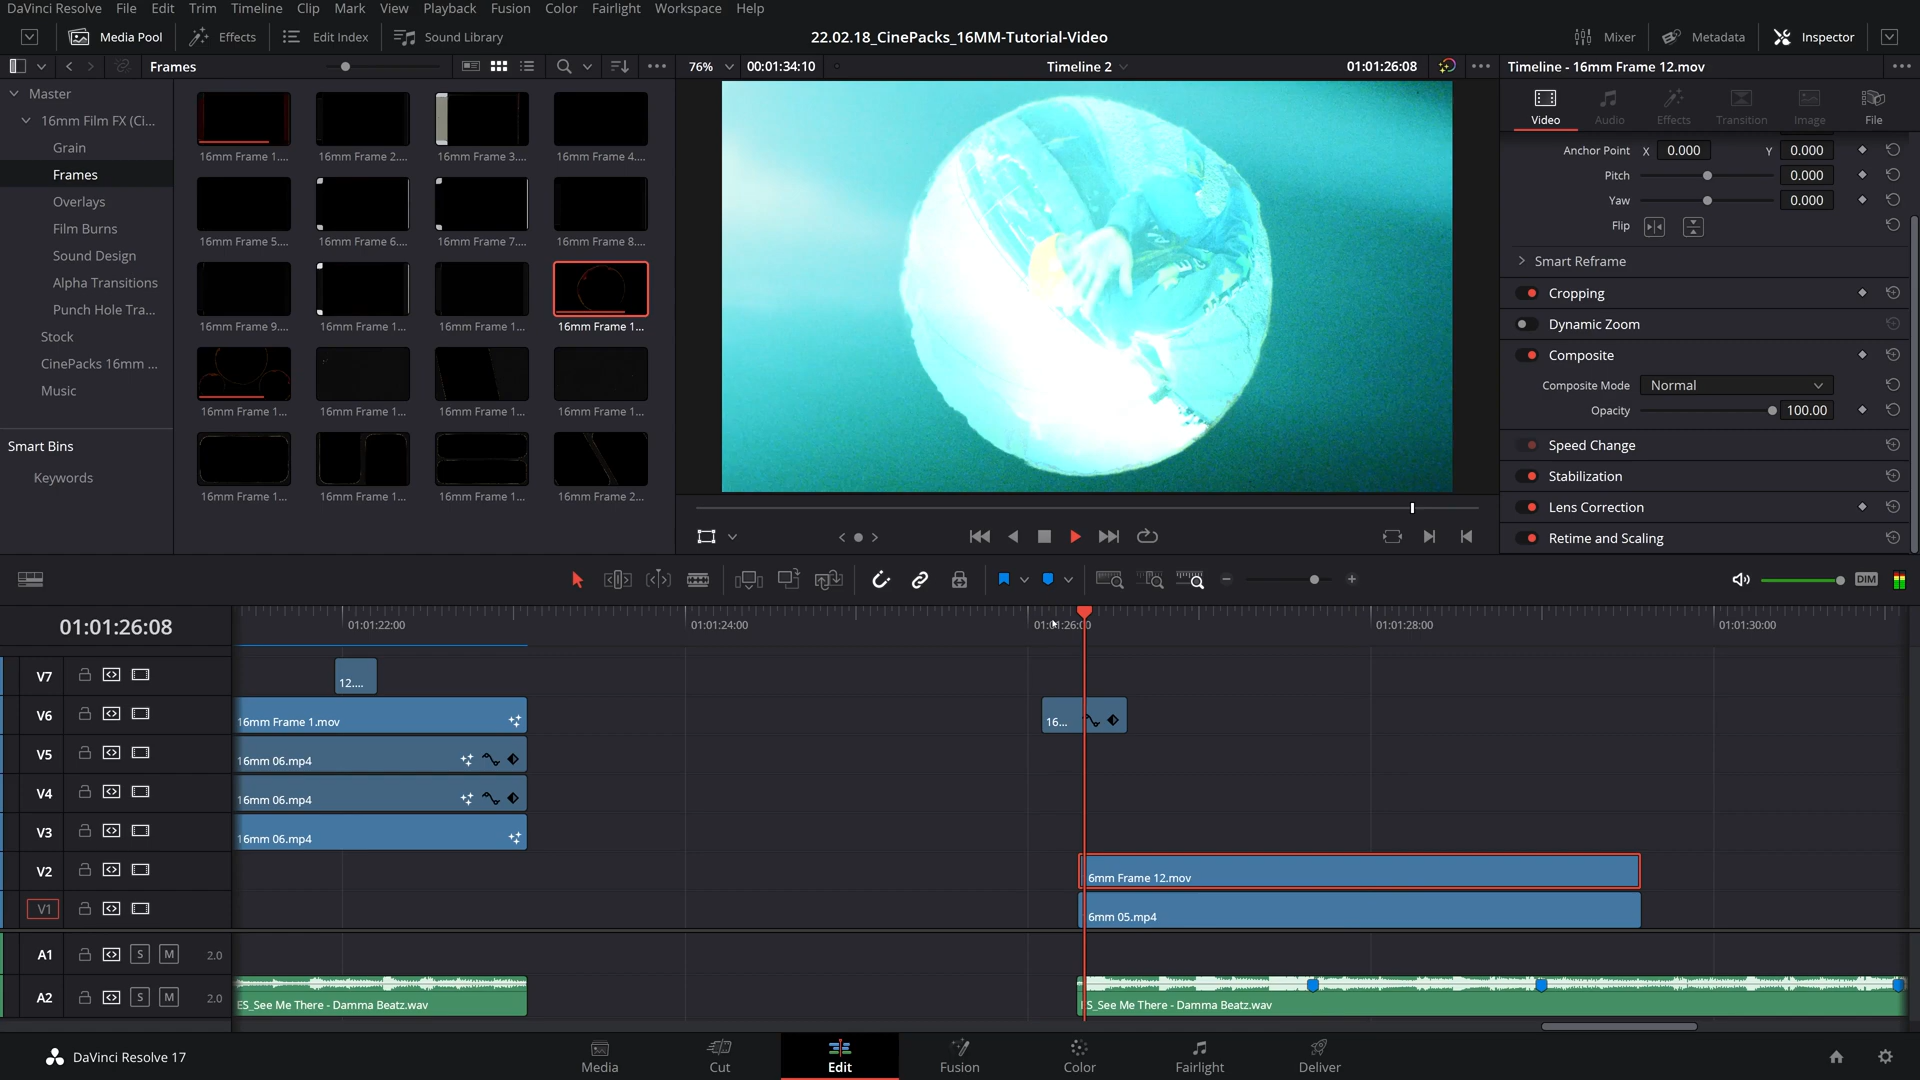 DaVinci Resolve File Edit Trim Timeline Clip Mark View Playback Fusion Color Fairlight Workspace Help
Media Pool Effects Edit Index Sound Library 22.02.18_CinePacks_16MM-Tutorial-Video Mixer Metadata Inspector
Frames 76% 00:01:34:10 Timeline 2 01:01:26:08 Timeline - 16mm Frame 12.mov
Master
16mm Film FX (Ci...
Grain
Frames
Overlays
Film Burns
Sound Design
Alpha Transitions
Punch Hole Tra...
Stock
CinePacks 16mm ...
Music
Smart Bins
Keywords
16mm Frame 1.... 16mm Frame 2.... 16mm Frame 3.... 16mm Frame 4....
16mm Frame 5.... 16mm Frame 6.... 16mm Frame 7.... 16mm Frame 8....
16mm Frame 9.... 16mm Frame 1... 16mm Frame 1... 16mm Frame 1...
16mm Frame 1... 16mm Frame 1... 16mm Frame 1... 16mm Frame 1...
16mm Frame 1... 16mm Frame 1... 16mm Frame 1... 16mm Frame 2...
Video Audio Effects Transition Image File
Anchor Point X 0.000 Y 0.000
Pitch 0.000
Yaw 0.000
Flip
Smart Reframe
Cropping
Dynamic Zoom
Composite
Composite Mode Normal
Opacity 100.00
Speed Change
Stabilization
Lens Correction
Retime and Scaling
DIM
01:01:26:08 01:01:22:00 01:01:24:00 01:01:26:00 01:01:28:00 01:01:30:00
V7 12....
V6 16mm Frame 1.mov 16...
V5 16mm 06.mp4
V4 16mm 06.mp4
V3 16mm 06.mp4
V2 6mm Frame 12.mov
V1 6mm 05.mp4
A1 S M 2.0
A2 S M 2.0 ES_See Me There - Damma Beatz.wav S_See Me There - Damma Beatz.wav
DaVinci Resolve 17 Media Cut Edit Fusion Color Fairlight Deliver